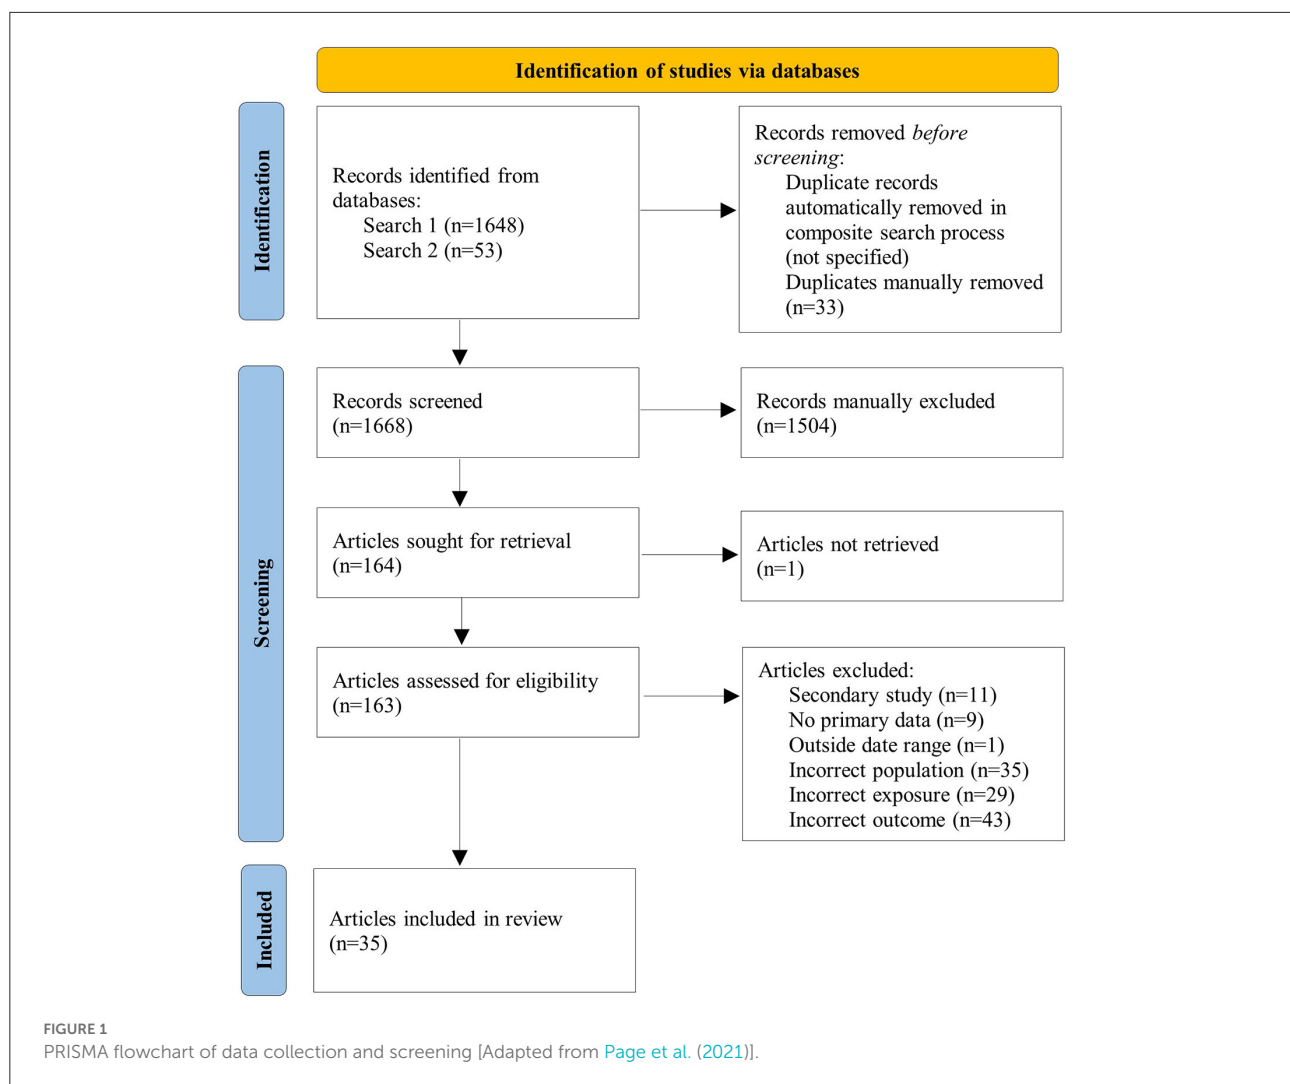 Identification of studies via databases
Identification
Records identified from
databases:
Search 1 (n=1648)
Search 2 (n=53)
Records removed before
screening:
Duplicate records
automatically removed in
composite search process
(not specified)
Duplicates manually removed
(n=33)
Screening
Records screened
(n=1668)
Records manually excluded
(n=1504)
Articles sought for retrieval
(n=164)
Articles not retrieved
(n=1)
Articles assessed for eligibility
(n=163)
Articles excluded:
Secondary study (n=11)
No primary data (n=9)
Outside date range (n=1)
Incorrect population (n=35)
Incorrect exposure (n=29)
Incorrect outcome (n=43)
Included
Articles included in review
(n=35)
FIGURE 1
PRISMA flowchart of data collection and screening [Adapted from Page et al. (2021)].